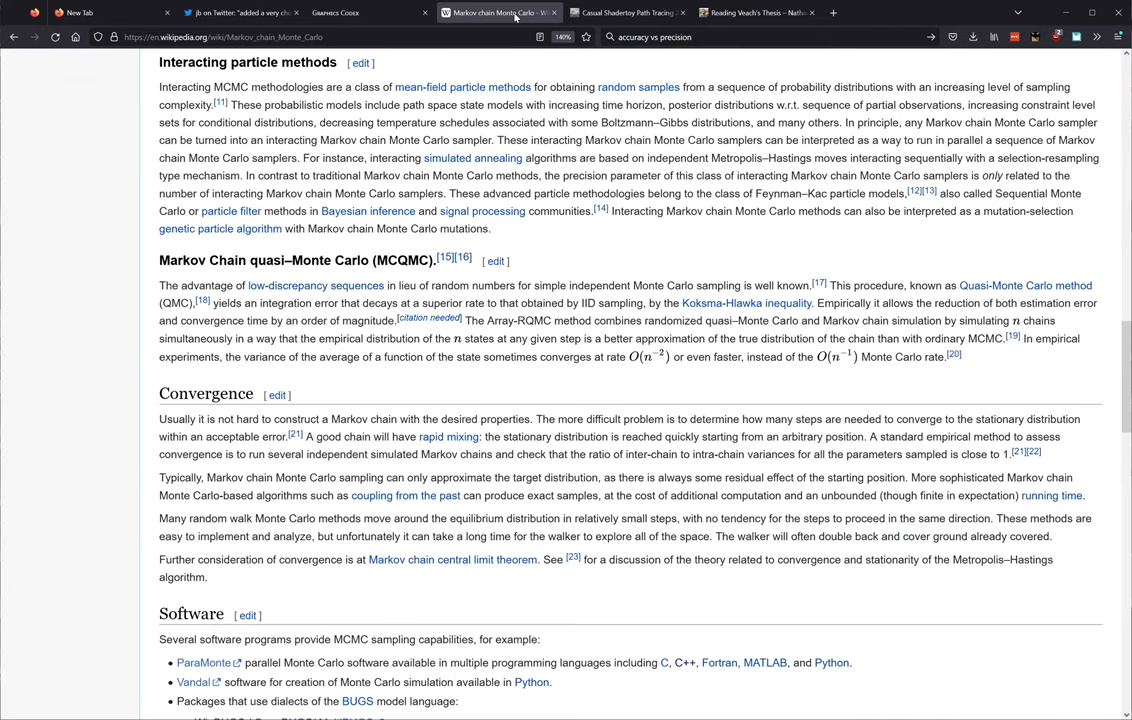 New Tab
jb on Twitter: "added a very che
GRAPHICS CODEX
Markov chain Monte Carlo - Wi
Casual Shadertoy Path Tracing
Reading Veach's Thesis – Nath
https://en.wikipedia.org/wiki/Markov_chain_Monte_Carlo
140%
accuracy vs precision
Interacting particle methods [ edit ]
Interacting MCMC methodologies are a class of mean-field particle methods for obtaining random samples from a sequence of probability distributions with an increasing level of sampling
complexity.[11] These probabilistic models include path space state models with increasing time horizon, posterior distributions w.r.t. sequence of partial observations, increasing constraint level
sets for conditional distributions, decreasing temperature schedules associated with some Boltzmann–Gibbs distributions, and many others. In principle, any Markov chain Monte Carlo sampler
can be turned into an interacting Markov chain Monte Carlo sampler. These interacting Markov chain Monte Carlo samplers can be interpreted as a way to run in parallel a sequence of Markov
chain Monte Carlo samplers. For instance, interacting simulated annealing algorithms are based on independent Metropolis–Hastings moves interacting sequentially with a selection-resampling
type mechanism. In contrast to traditional Markov chain Monte Carlo methods, the precision parameter of this class of interacting Markov chain Monte Carlo samplers is only related to the
number of interacting Markov chain Monte Carlo samplers. These advanced particle methodologies belong to the class of Feynman–Kac particle models,[12][13] also called Sequential Monte
Carlo or particle filter methods in Bayesian inference and signal processing communities.[14] Interacting Markov chain Monte Carlo methods can also be interpreted as a mutation-selection
genetic particle algorithm with Markov chain Monte Carlo mutations.
Markov Chain quasi–Monte Carlo (MCQMC).[15][16] [ edit ]
The advantage of low-discrepancy sequences in lieu of random numbers for simple independent Monte Carlo sampling is well known.[17] This procedure, known as Quasi-Monte Carlo method
(QMC),[18] yields an integration error that decays at a superior rate to that obtained by IID sampling, by the Koksma-Hlawka inequality. Empirically it allows the reduction of both estimation error
and convergence time by an order of magnitude.[citation needed] The Array-RQMC method combines randomized quasi–Monte Carlo and Markov chain simulation by simulating n chains
simultaneously in a way that the empirical distribution of the n states at any given step is a better approximation of the true distribution of the chain than with ordinary MCMC.[19] In empirical
experiments, the variance of the average of a function of the state sometimes converges at rate O(n⁻²) or even faster, instead of the O(n⁻¹) Monte Carlo rate.[20]
Convergence [ edit ]
Usually it is not hard to construct a Markov chain with the desired properties. The more difficult problem is to determine how many steps are needed to converge to the stationary distribution
within an acceptable error.[21] A good chain will have rapid mixing: the stationary distribution is reached quickly starting from an arbitrary position. A standard empirical method to assess
convergence is to run several independent simulated Markov chains and check that the ratio of inter-chain to intra-chain variances for all the parameters sampled is close to 1.[21][22]
Typically, Markov chain Monte Carlo sampling can only approximate the target distribution, as there is always some residual effect of the starting position. More sophisticated Markov chain
Monte Carlo-based algorithms such as coupling from the past can produce exact samples, at the cost of additional computation and an unbounded (though finite in expectation) running time.
Many random walk Monte Carlo methods move around the equilibrium distribution in relatively small steps, with no tendency for the steps to proceed in the same direction. These methods are
easy to implement and analyze, but unfortunately it can take a long time for the walker to explore all of the space. The walker will often double back and cover ground already covered.
Further consideration of convergence is at Markov chain central limit theorem. See [23] for a discussion of the theory related to convergence and stationarity of the Metropolis–Hastings
algorithm.
Software [ edit ]
Several software programs provide MCMC sampling capabilities, for example:
• ParaMonte parallel Monte Carlo software available in multiple programming languages including C, C++, Fortran, MATLAB, and Python.
• Vandal software for creation of Monte Carlo simulation available in Python.
• Packages that use dialects of the BUGS model language: